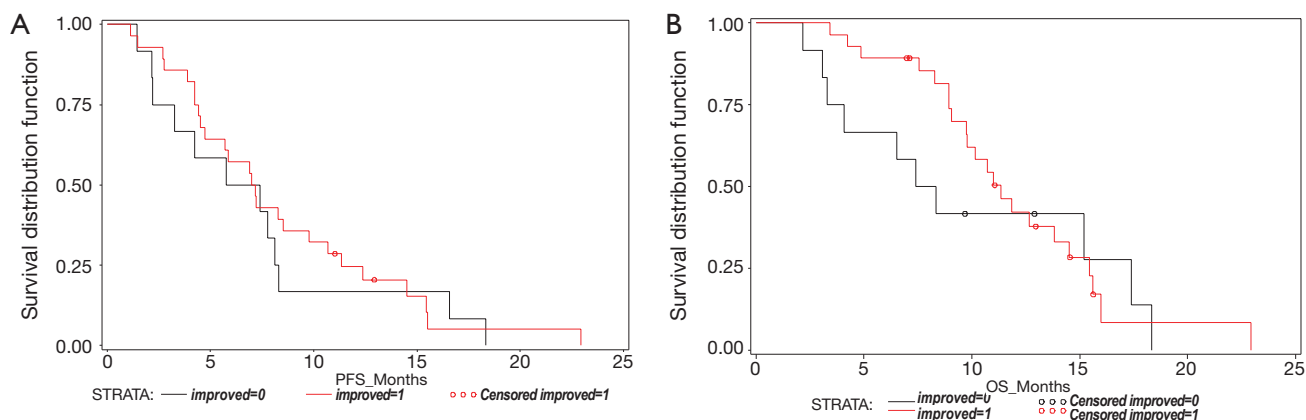 A
Survival distribution function
1.00
0.75
0.50
0.25
0.00
0
5
10
15
20
25
PFS_Months
STRATA: improved=0 improved=1 Censored improved=1
B
Survival distribution function
1.00
0.75
0.50
0.25
0.00
0
5
10
15
20
25
OS_Months
STRATA: improved=0 Censored improved=0
improved=1 Censored improved=1